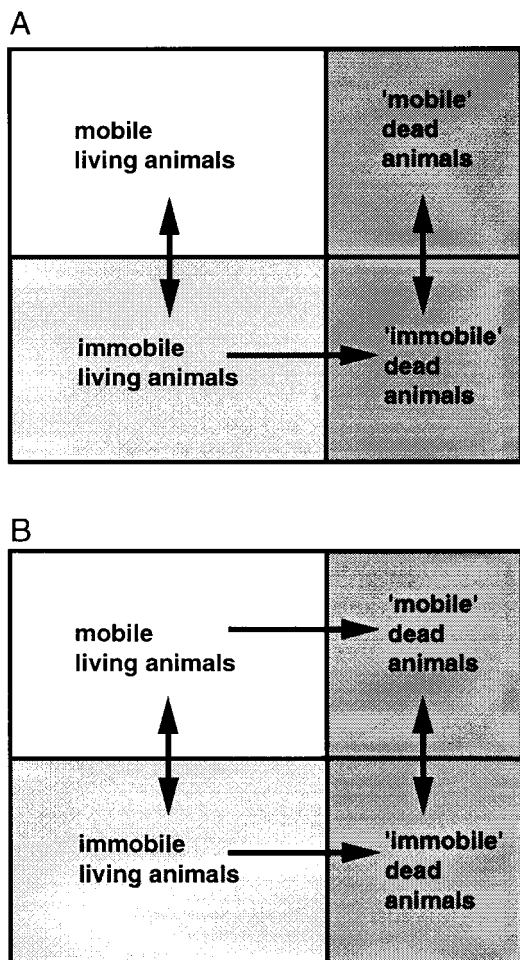 A
mobile
living animals
'mobile'
dead
animals
immobile
living animals
'immobile'
dead
animals
B
mobile
living animals
'mobile'
dead
animals
immobile
living animals
'immobile'
dead
animals